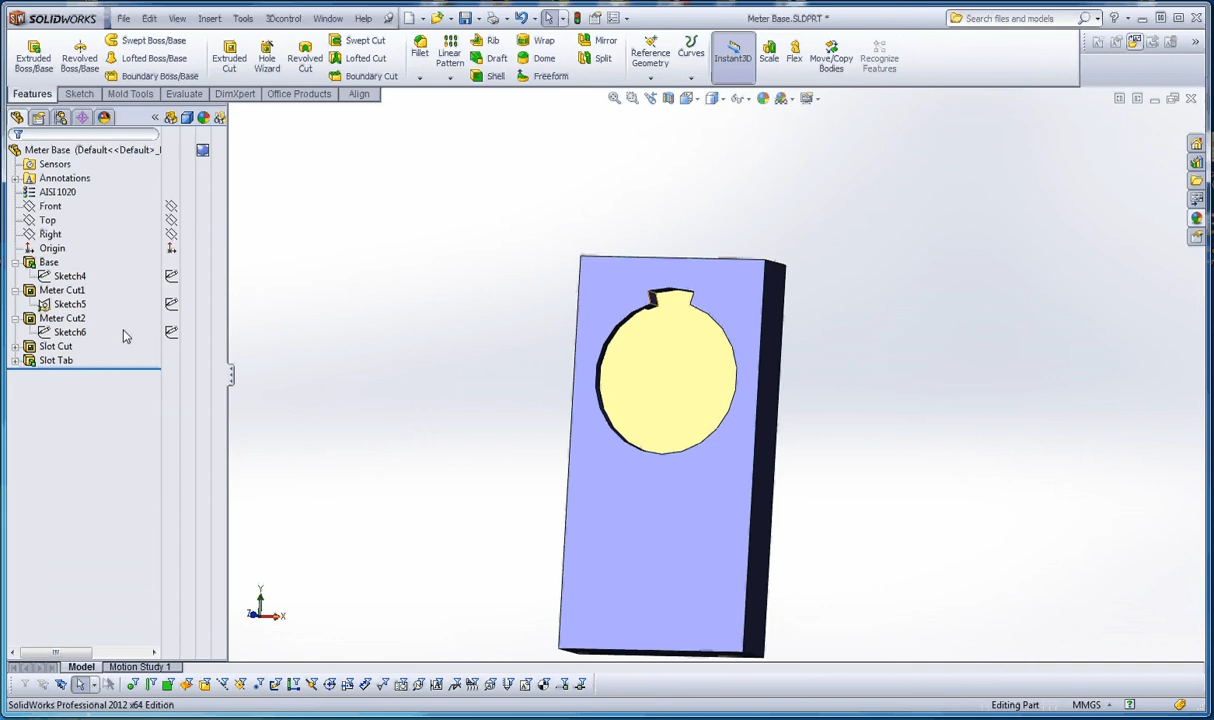 SOLIDWORKS File Edit View Insert Tools 3Dcontrol Window Help Meter Base.SLDPRT * Search files and models
Extruded Boss/Base Revolved Boss/Base Swept Boss/Base Lofted Boss/Base Boundary Boss/Base Extruded Cut Hole Wizard Revolved Cut Swept Cut Lofted Cut Boundary Cut Fillet Linear Pattern Rib Draft Shell Wrap Dome Freeform Mirror Split Reference Geometry Curves Instant3D Scale Flex Move/Copy Bodies Recognize Features
Features Sketch Mold Tools Evaluate DimXpert Office Products Align
Meter Base (Default<<Default>_
Sensors
Annotations
AISI 1020
Front
Top
Right
Origin
Base
Sketch4
Meter Cut1
Sketch5
Meter Cut2
Sketch6
Slot Cut
Slot Tab
Y
Z X
Model Motion Study 1
SolidWorks Professional 2012 x64 Edition Editing Part MMGS